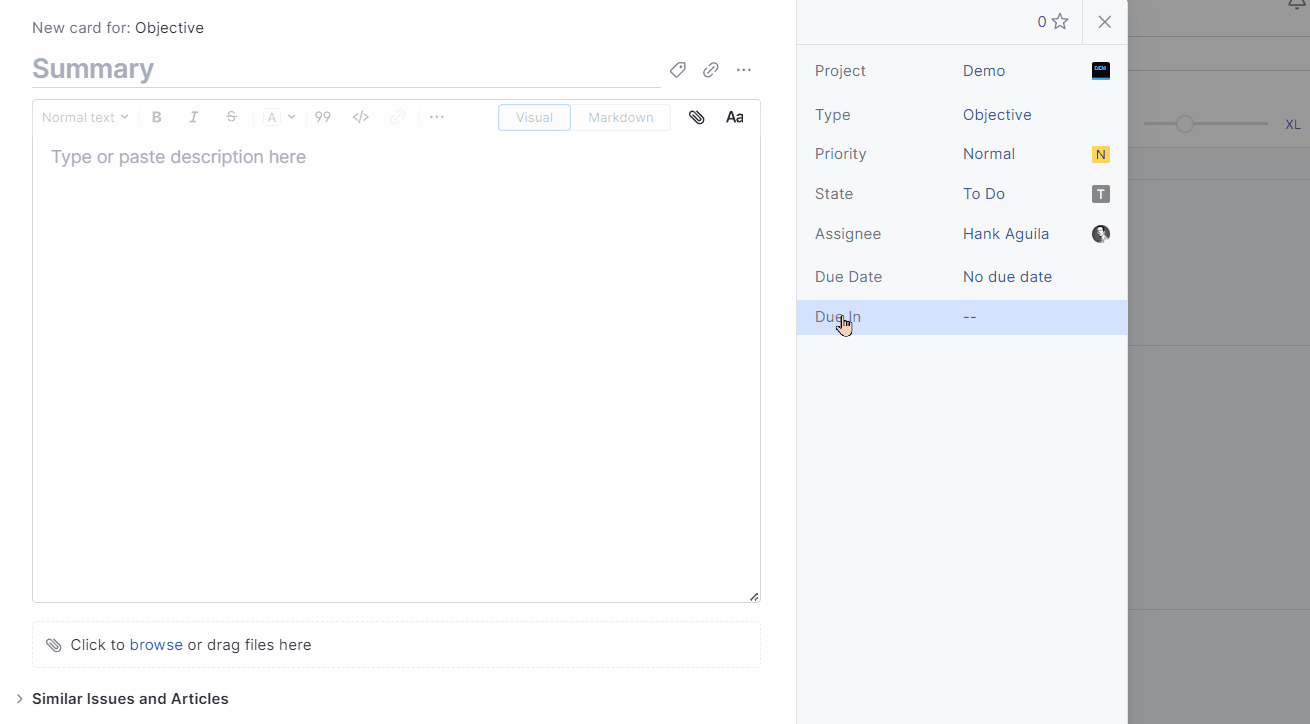 New card for: Objective
Summary
Normal text B I S A 99 </> Visual Markdown Aa
Type or paste description here
Click to browse or drag files here
Similar Issues and Articles
0
Project Demo
Type Objective
Priority Normal N
State To Do T
Assignee Hank Aguila
Due Date No due date
Due In --
XL